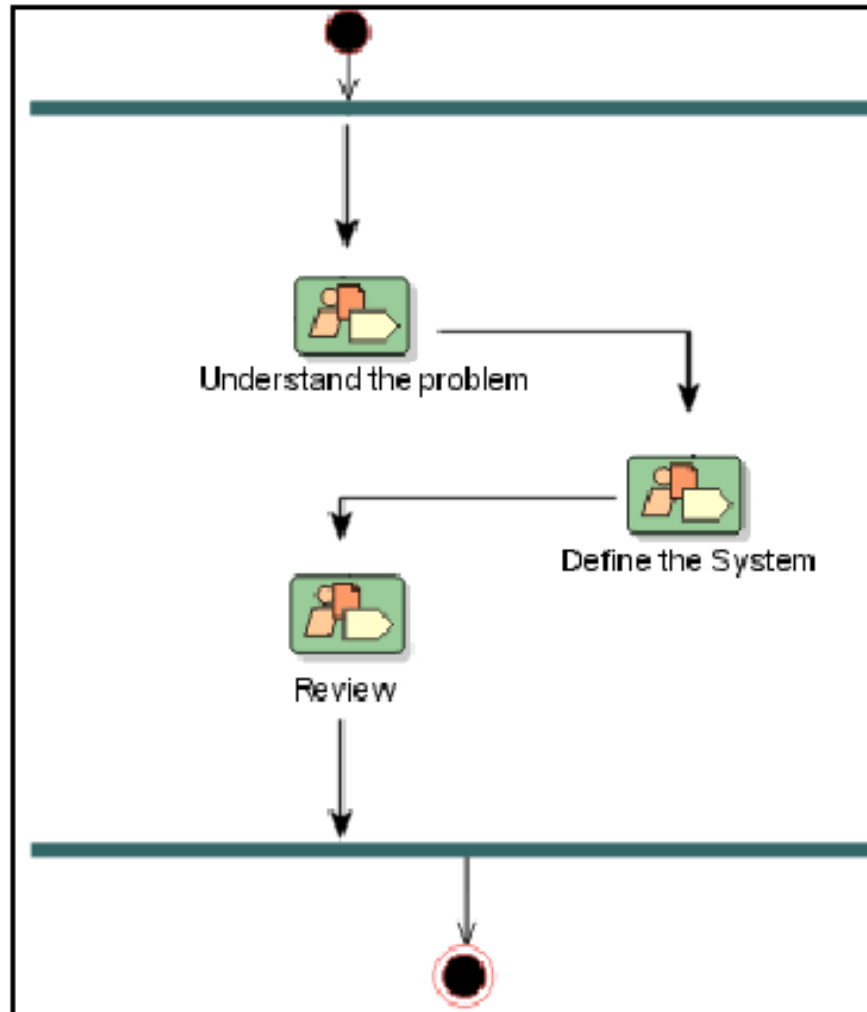 Understand the problem
Define the System
Review